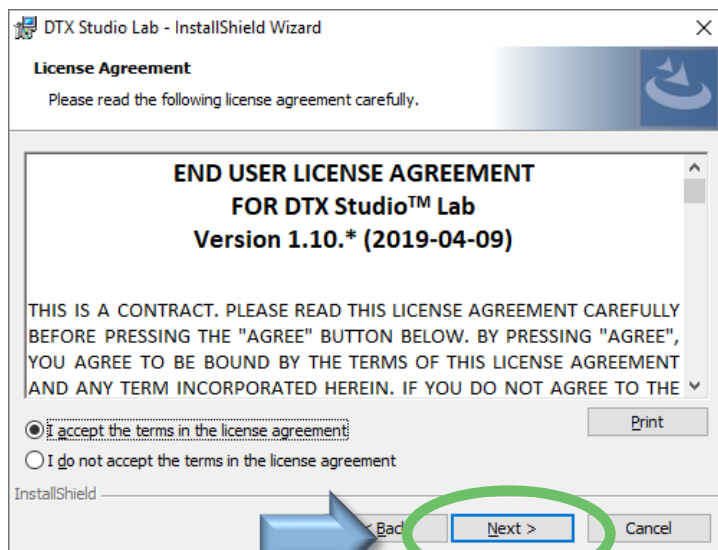 DTX Studio Lab - InstallShield Wizard
License Agreement
Please read the following license agreement carefully.
END USER LICENSE AGREEMENT
FOR DTX Studio™ Lab
Version 1.10.* (2019-04-09)
THIS IS A CONTRACT. PLEASE READ THIS LICENSE AGREEMENT CAREFULLY
BEFORE PRESSING THE "AGREE" BUTTON BELOW. BY PRESSING "AGREE",
YOU AGREE TO BE BOUND BY THE TERMS OF THIS LICENSE AGREEMENT
AND ANY TERM INCORPORATED HEREIN. IF YOU DO NOT AGREE TO THE
I accept the terms in the license agreement
Print
I do not accept the terms in the license agreement
InstallShield
< Back
Next >
Cancel